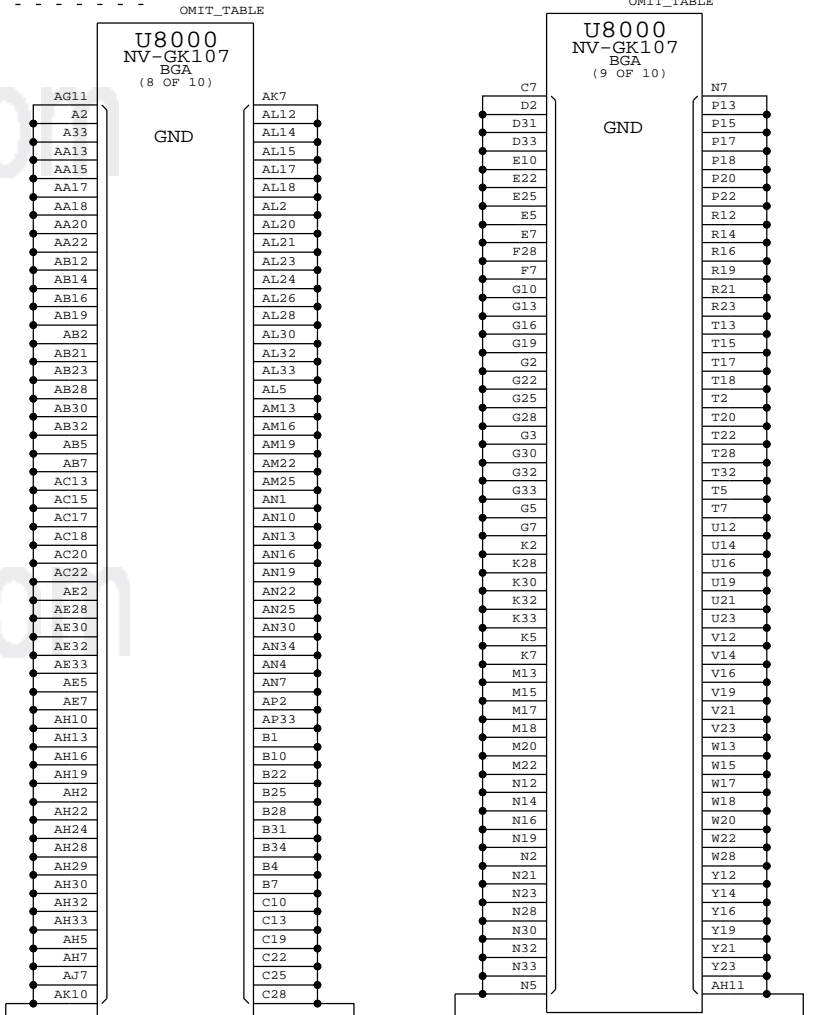 OMIT_TABLE
U8000
NV-GK107
BGA
(8 OF 10)
GND
AG11
A2
A33
AA13
AA15
AA17
AA18
AA20
AA22
AB12
AB14
AB16
AB19
AB2
AB21
AB23
AB28
AB30
AB32
AB5
AB7
AC13
AC15
AC17
AC18
AC20
AC22
AE2
AE28
AE30
AE32
AE33
AE5
AE7
AH10
AH13
AH16
AH19
AH2
AH22
AH24
AH28
AH29
AH30
AH32
AH33
AH5
AH7
AJ7
AK10
AK7
AL12
AL14
AL15
AL17
AL18
AL2
AL20
AL21
AL23
AL24
AL26
AL28
AL30
AL32
AL33
AL5
AM13
AM16
AM19
AM22
AM25
AN1
AN10
AN13
AN16
AN19
AN22
AN25
AN30
AN34
AN4
AN7
AP2
AP33
B1
B10
B22
B25
B28
B31
B34
B4
B7
C10
C13
C19
C22
C25
C28
OMIT_TABLE
U8000
NV-GK107
BGA
(9 OF 10)
GND
C7
D2
D31
D33
E10
E22
E25
E5
E7
F28
F7
G10
G13
G16
G19
G2
G22
G25
G28
G3
G30
G32
G33
G5
G7
K2
K28
K30
K32
K33
K5
K7
M13
M15
M17
M18
M20
M22
N12
N14
N16
N19
N2
N21
N23
N28
N30
N32
N33
N5
N7
P13
P15
P17
P18
P20
P22
R12
R14
R16
R19
R21
R23
T13
T15
T17
T18
T2
T20
T22
T28
T32
T5
T7
U12
U14
U16
U19
U21
U23
V12
V14
V16
V19
V21
V23
W13
W15
W17
W18
W20
W22
W28
Y12
Y14
Y16
Y19
Y21
Y23
AH11